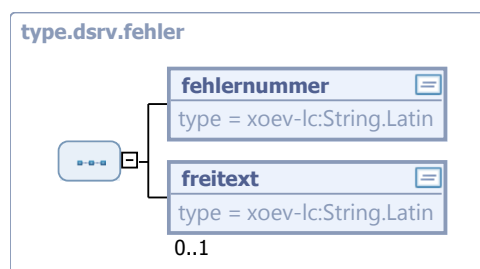 type.dsrv.fehler
fehlernummer
type = xoev-lc:String.Latin
freitext
type = xoev-lc:String.Latin
0..1